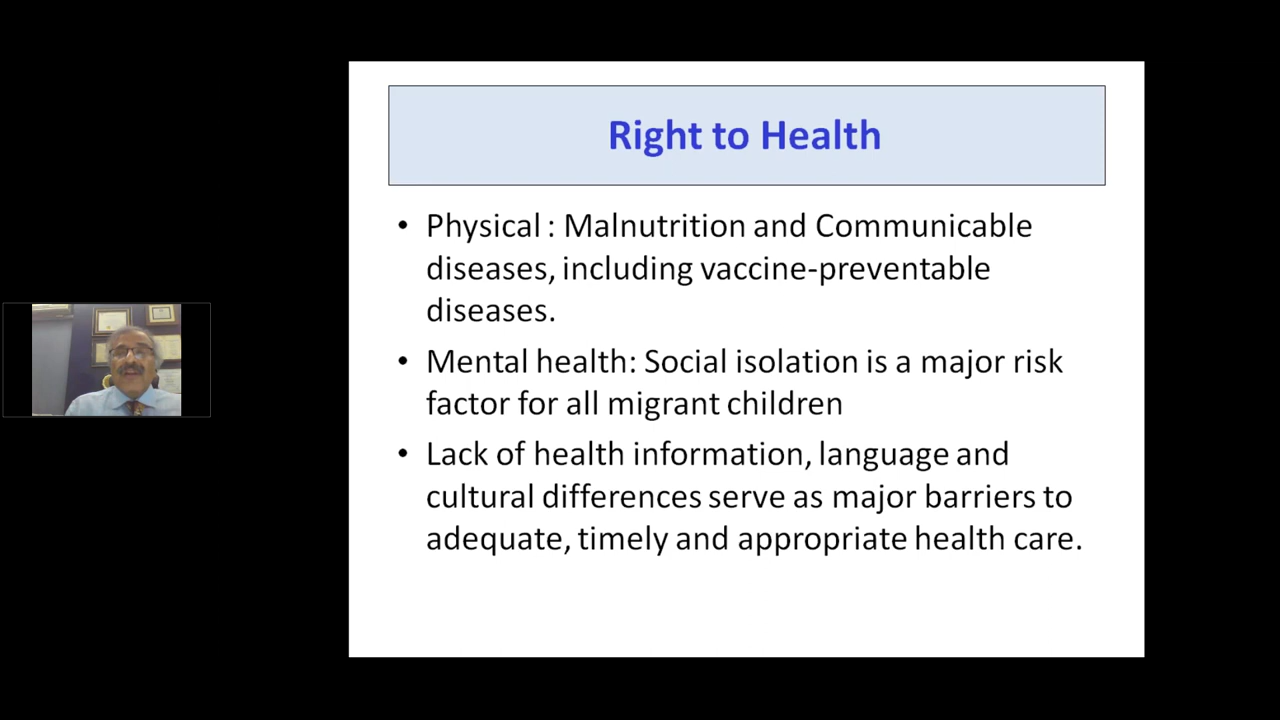 Right to Health
• Physical : Malnutrition and Communicable
diseases, including vaccine-preventable
diseases.
• Mental health: Social isolation is a major risk
factor for all migrant children
• Lack of health information, language and
cultural differences serve as major barriers to
adequate, timely and appropriate health care.